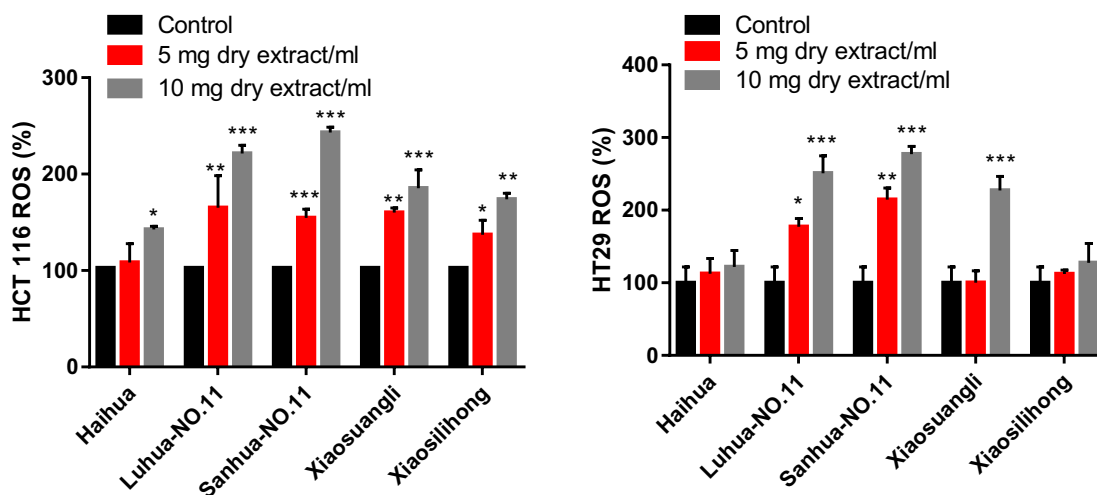 Control
5 mg dry extract/ml
10 mg dry extract/ml
HCT 116 ROS (%)
300
200
100
0
*
**
***
***
***
**
***
*
**
Haihua
Luhua-NO.11
Sanhua-NO.11
Xiaosuangli
Xiaosilihong
Control
5 mg dry extract/ml
10 mg dry extract/ml
HT29 ROS (%)
400
300
200
100
0
*
***
**
***
***
Haihua
Luhua-NO.11
Sanhua-NO.11
Xiaosuangli
Xiaosilihong